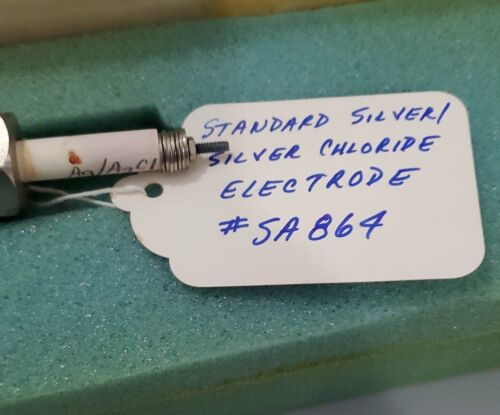 STANDARD SILVER/
SILVER CHLORIDE
ELECTRODE
#SA864
Ag/AgCl